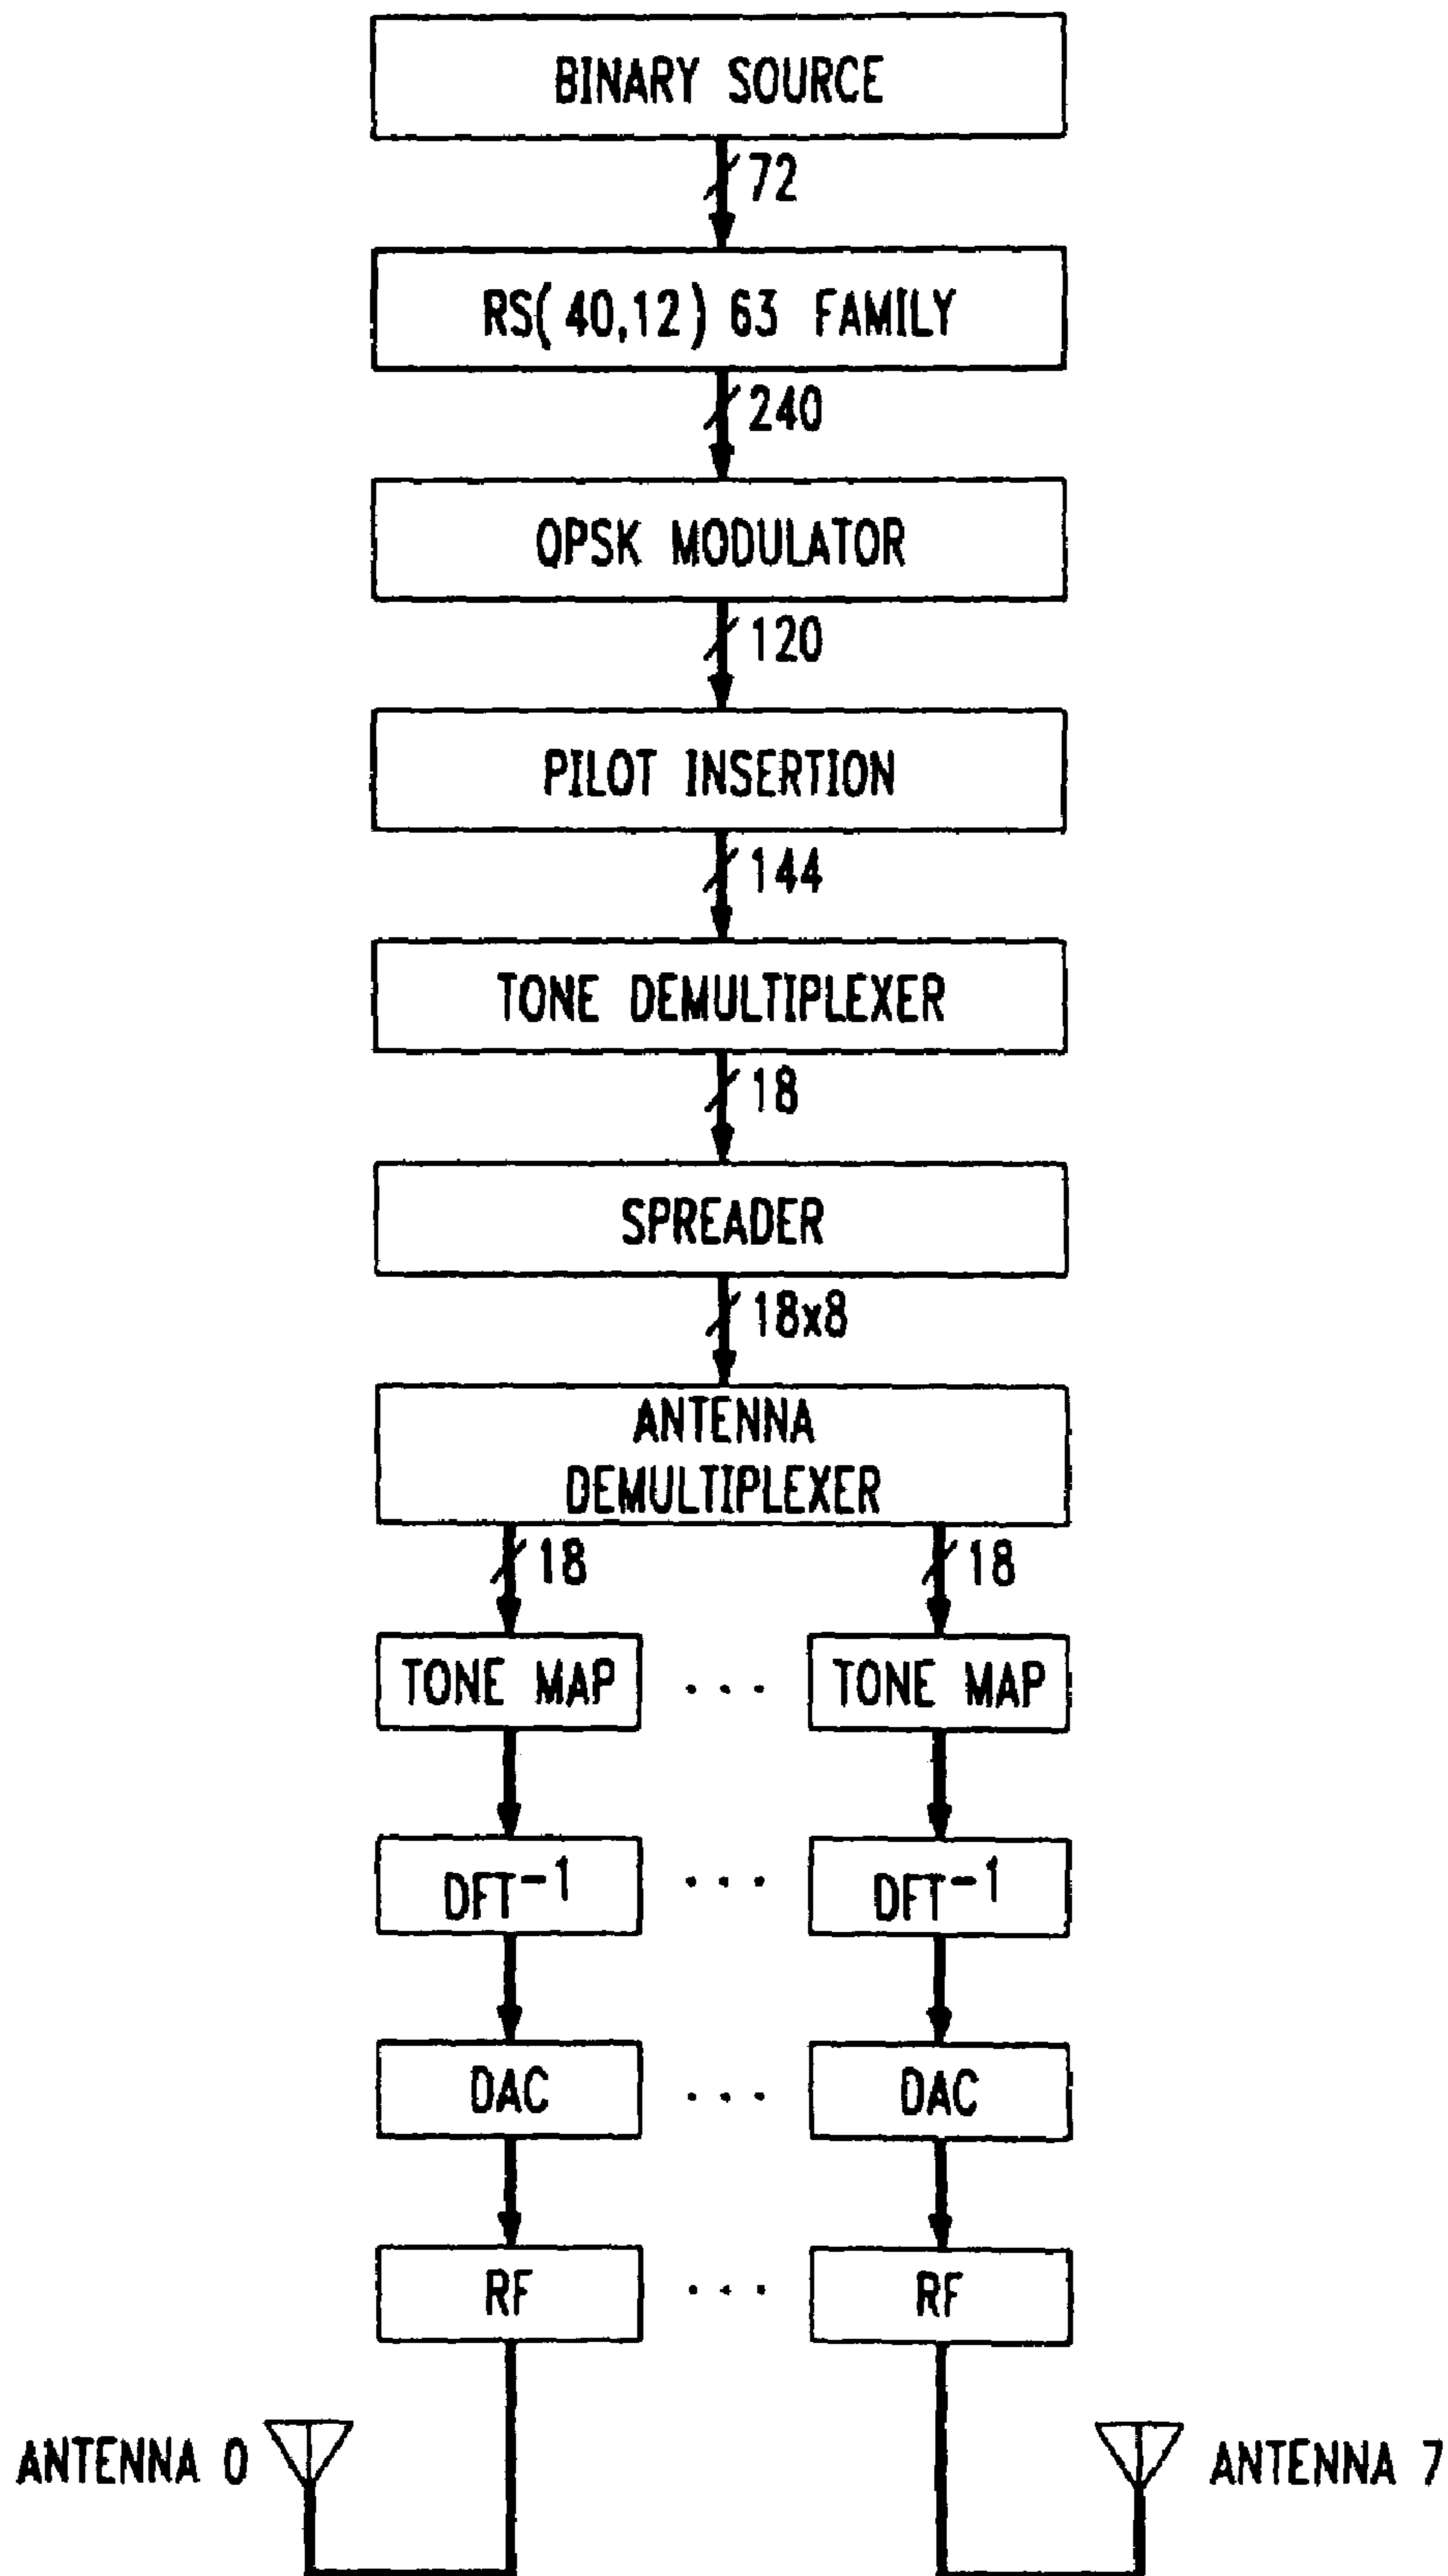 BINARY SOURCE
72
RS(40,12) 63 FAMILY
240
QPSK MODULATOR
120
PILOT INSERTION
144
TONE DEMULTIPLEXER
18
SPREADER
18x8
ANTENNA
DEMULTIPLEXER
18 18
TONE MAP ... TONE MAP
DFT⁻¹ ... DFT⁻¹
DAC ... DAC
RF ... RF
ANTENNA 0 ANTENNA 7